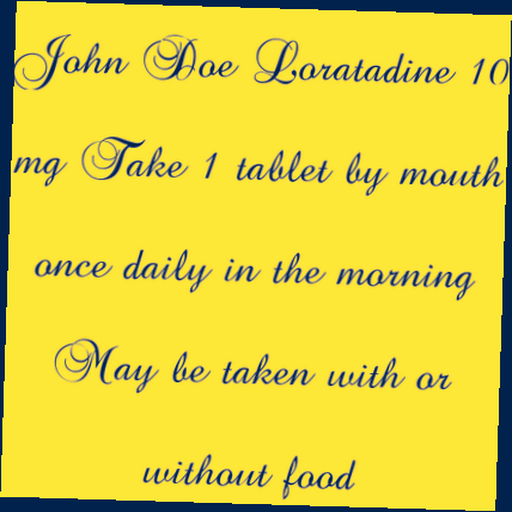 John Doe Loratadine 10
mg Take 1 tablet by mouth
once daily in the morning
May be taken with or
without food